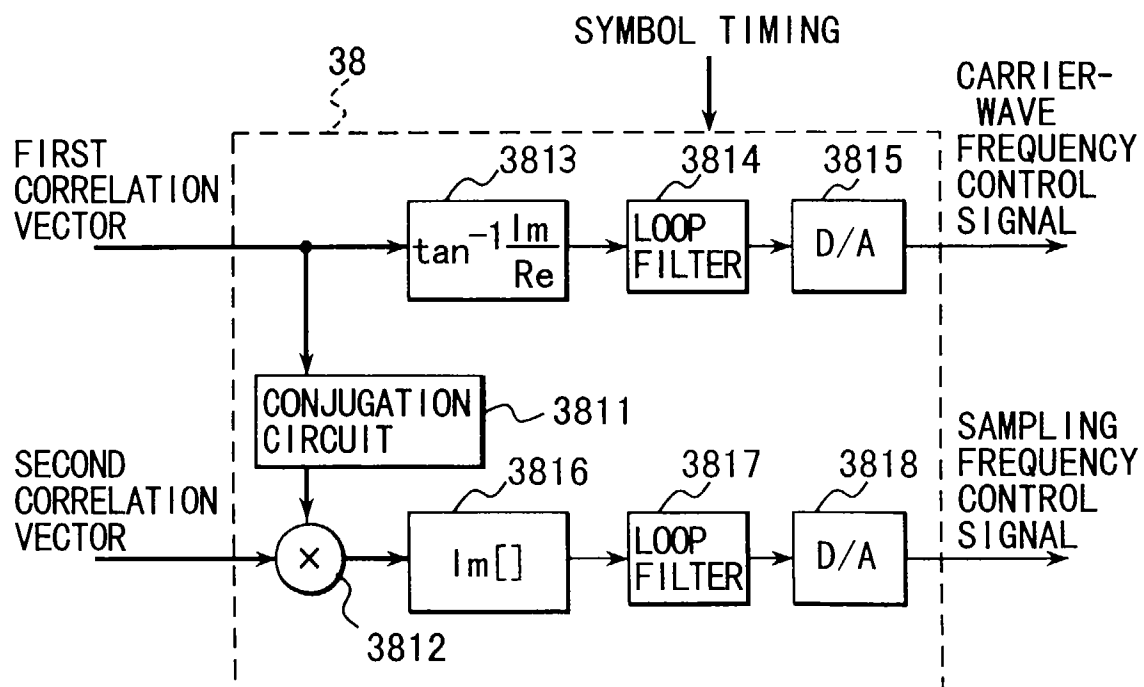 SYMBOL TIMING
38
CARRIER-
WAVE
FREQUENCY
CONTROL
SIGNAL
FIRST
CORRELATION
VECTOR
3813
3814
3815
tan⁻¹ Im/Re
LOOP
FILTER
D/A
CONJUGATION
CIRCUIT
3811
SECOND
CORRELATION
VECTOR
3816
3817
3818
SAMPLING
FREQUENCY
CONTROL
SIGNAL
×
Im[]
LOOP
FILTER
D/A
3812